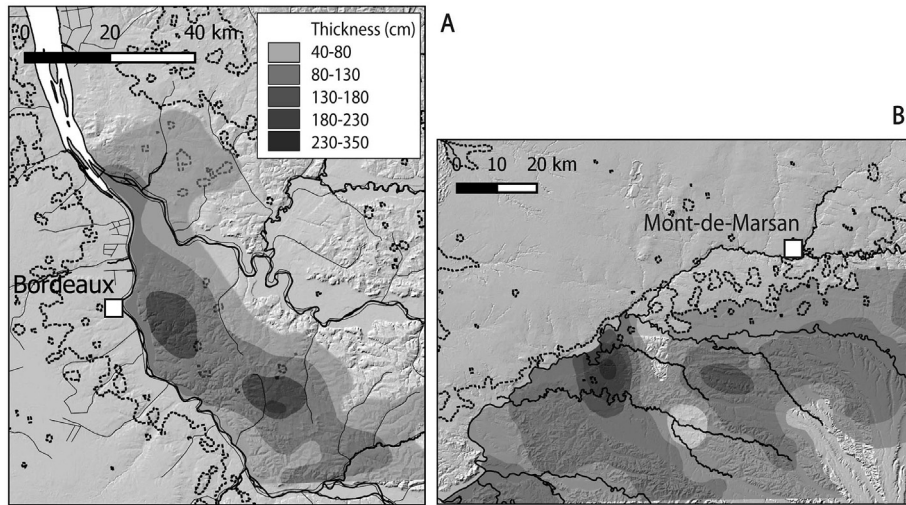 Thickness (cm)
0 20 40 km
40-80
80-130
130-180
180-230
230-350
Bordeaux
A
B
0 10 20 km
Mont-de-Marsan